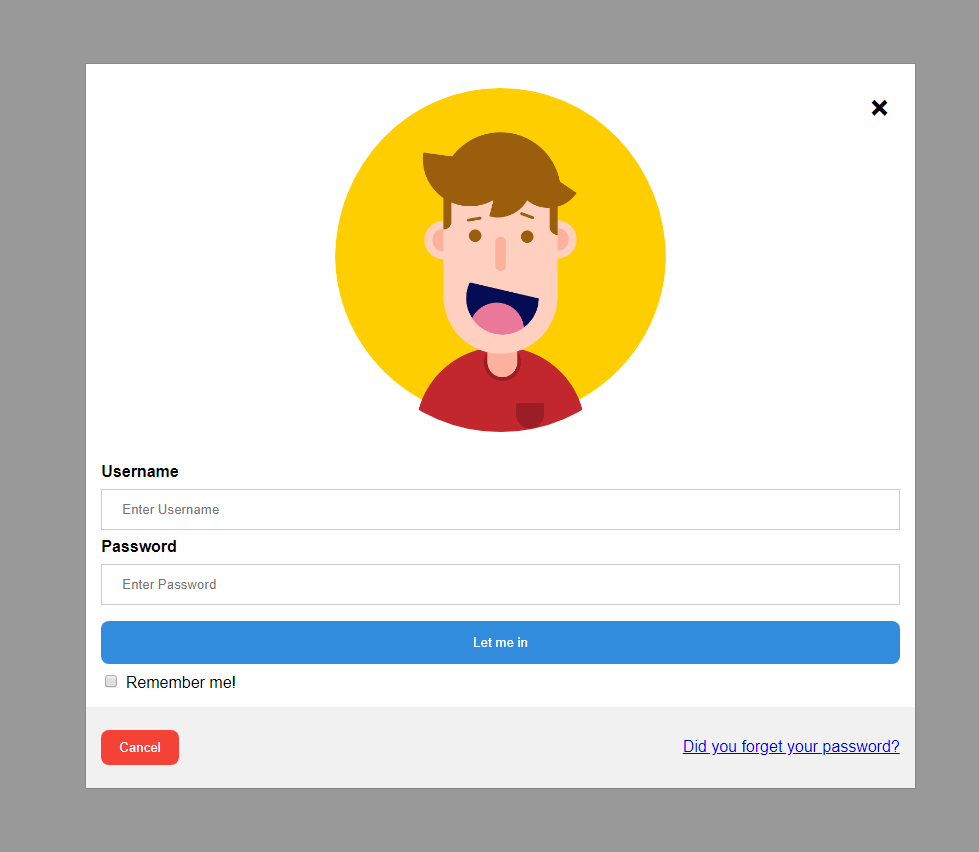 ×
Username
Enter Username
Password
Enter Password
Let me in
Remember me!
Cancel
Did you forget your password?